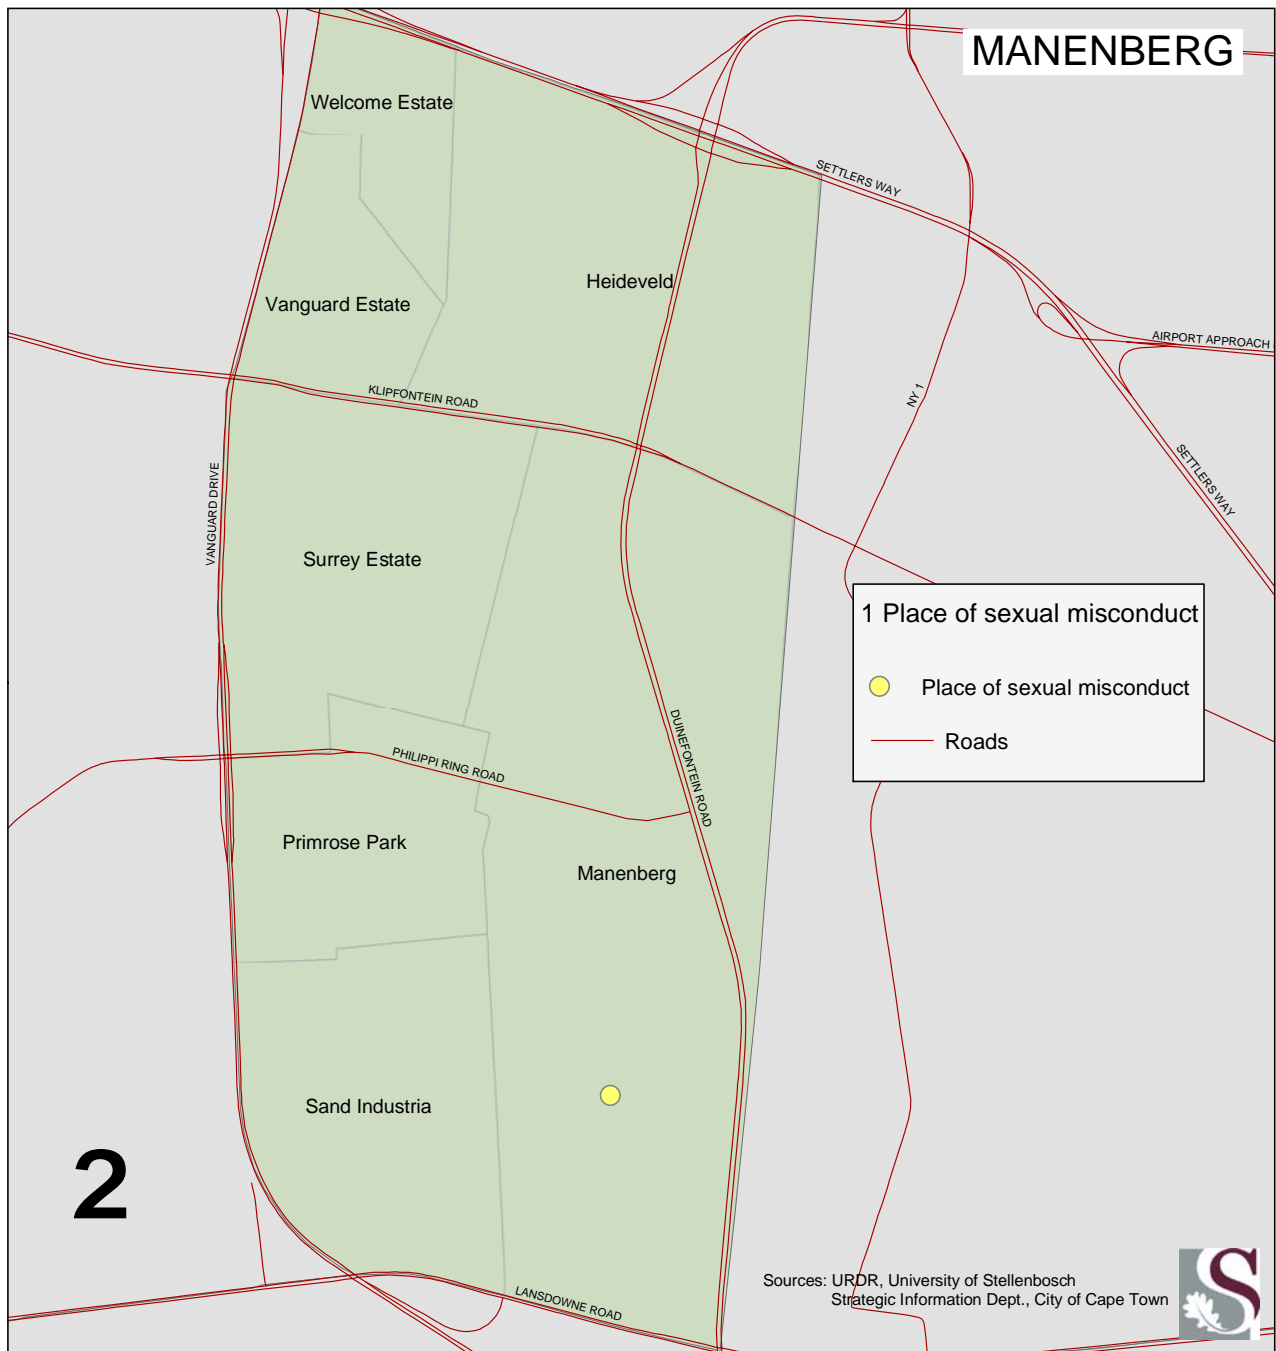 MANENBERG
Welcome Estate
SETTLERS WAY
Heideveld
Vanguard Estate
AIRPORT APPROACH
KLIPFONTEIN ROAD
NY 1
SETTLERS WAY
VANGUARD DRIVE
Surrey Estate
1 Place of sexual misconduct
Place of sexual misconduct
Roads
DUINEFONTEIN ROAD
PHILIPPI RING ROAD
Primrose Park
Manenberg
Sand Industria
2
LANSDOWNE ROAD
Sources: URDR, University of Stellenbosch
Strategic Information Dept., City of Cape Town
S